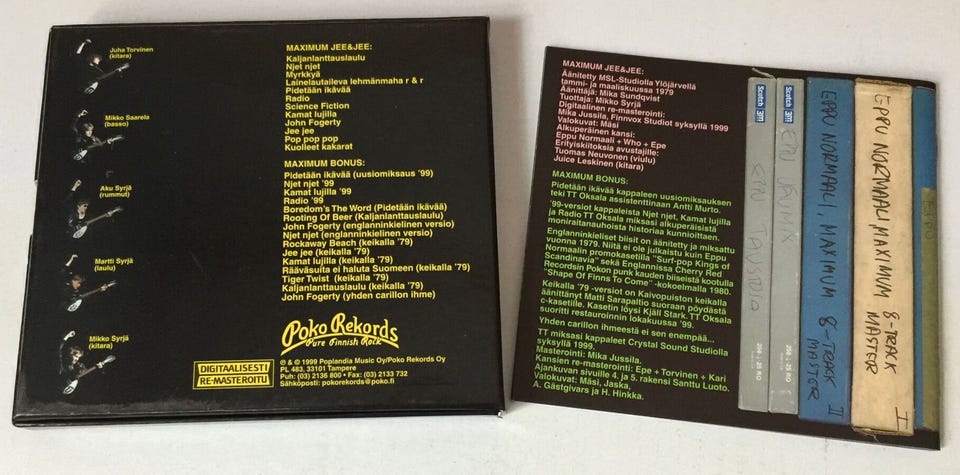 Juha Torvinen
(kitara)
Mikko Saarela
(basso)
Aku Syrjä
(rummut)
Martti Syrjä
(laulu)
Mikko Syrjä
(kitara)
MAXIMUM JEE&JEE:
Kaljanlanttauslaulu
Njet njet
Myrkkyä
Lainelautaileva lehmänmaha r & r
Pidetään ikävää
Radio
Science Fiction
Kamat lujilla
John Fogerty
Jee jee
Pop pop pop
Kuolleet kakarat
MAXIMUM BONUS:
Pidetään ikävää (uusiomiksaus '99)
Njet njet '99
Kamat lujilla '99
Radio '99
Boredom's The Word (Pidetään ikävää)
Rooting Of Beer (Kaljanlanttauslaulu)
John Fogerty (englanninkielinen versio)
Njet njet (englanninkielinen versio)
Rockaway Beach (keikalla '79)
Jee jee (keikalla '79)
Kamat lujilla (keikalla '79)
Rääväsuita ei haluta Suomeen (keikalla '79)
Tiger Twist (keikalla '79)
Kaljanlanttauslaulu (keikalla '79)
John Fogerty (yhden carillon ihme)
Poko Rekords
Pure Finnish Rock
DIGITAALISESTI
RE-MASTEROITU
℗ & © 1999 Poplandia Music Oy/Poko Rekords Oy
PL 483, 33101 Tampere
Puh: (03) 2136 800 • Fax: (03) 2133 732
Sähköposti: pokorekords@poko.fi
MAXIMUM JEE&JEE:
Äänitetty MSL-Studiolla Ylöjärvellä
tammi- ja maaliskuussa 1979
Äänittäjä: Mika Sundqvist
Tuottaja: Mikko Syrjä
Digitaalinen re-masterointi:
Mika Jussila, Finnvox Studiot syksyllä 1999
Valokuvat: Mäsi
Alkuperäinen kansi:
Eppu Normaali + Who + Epe
Erityiskiitoksia avustajille:
Tuomas Neuvonen (viulu)
Juice Leskinen (kitara)
MAXIMUM BONUS:
Pidetään ikävää kappaleen uusiomiksauksen
teki TT Oksala assistenttinaan Antti Murto.
'99-versiot kappaleista Njet njet, Kamat lujilla
ja Radio TT Oksala miksasi alkuperäisistä
moniraitanauhoista historiaa kunnioittaen.
Englanninkieliset biisit on äänitetty ja miksattu
vuonna 1979. Niitä ei ole julkaistu kuin Eppu
Normaalin promokasetilla "Surf-pop Kings of
Scandinavia" sekä Englannissa Cherry Red
Recordsin Pokon punk kauden biiseistä kootulla
"Shape Of Finns To Come" -kokoelmalla 1980.
Keikalla '79 -versiot on Kaivopuiston keikalla
äänittänyt Matti Sarapaltio suoraan pöydästä
c-kasetille. Kasetin löysi Kjäll Stark. TT Oksala
suoritti restauroinnin lokakuussa '99.
Yhden carillon ihmeestä ei sen enempää...
TT miksasi kappaleet Crystal Sound Studiolla
syksyllä 1999.
Masterointi: Mika Jussila.
Kansien re-masterointi: Epe + Torvinen + Kari
Ajankuvan sivuille 4. ja 5. rakensi Santtu Luoto.
Valokuvat: Mäsi, Jaska,
A. Gästgivars ja H. Hinkka.
Scotch 3M
Scotch 3M
EPPU NORMAALI, MAXIMUM 8-TRACK MASTER II
EPPU NORMAALI MAXIMUM 8-TRACK MASTER I